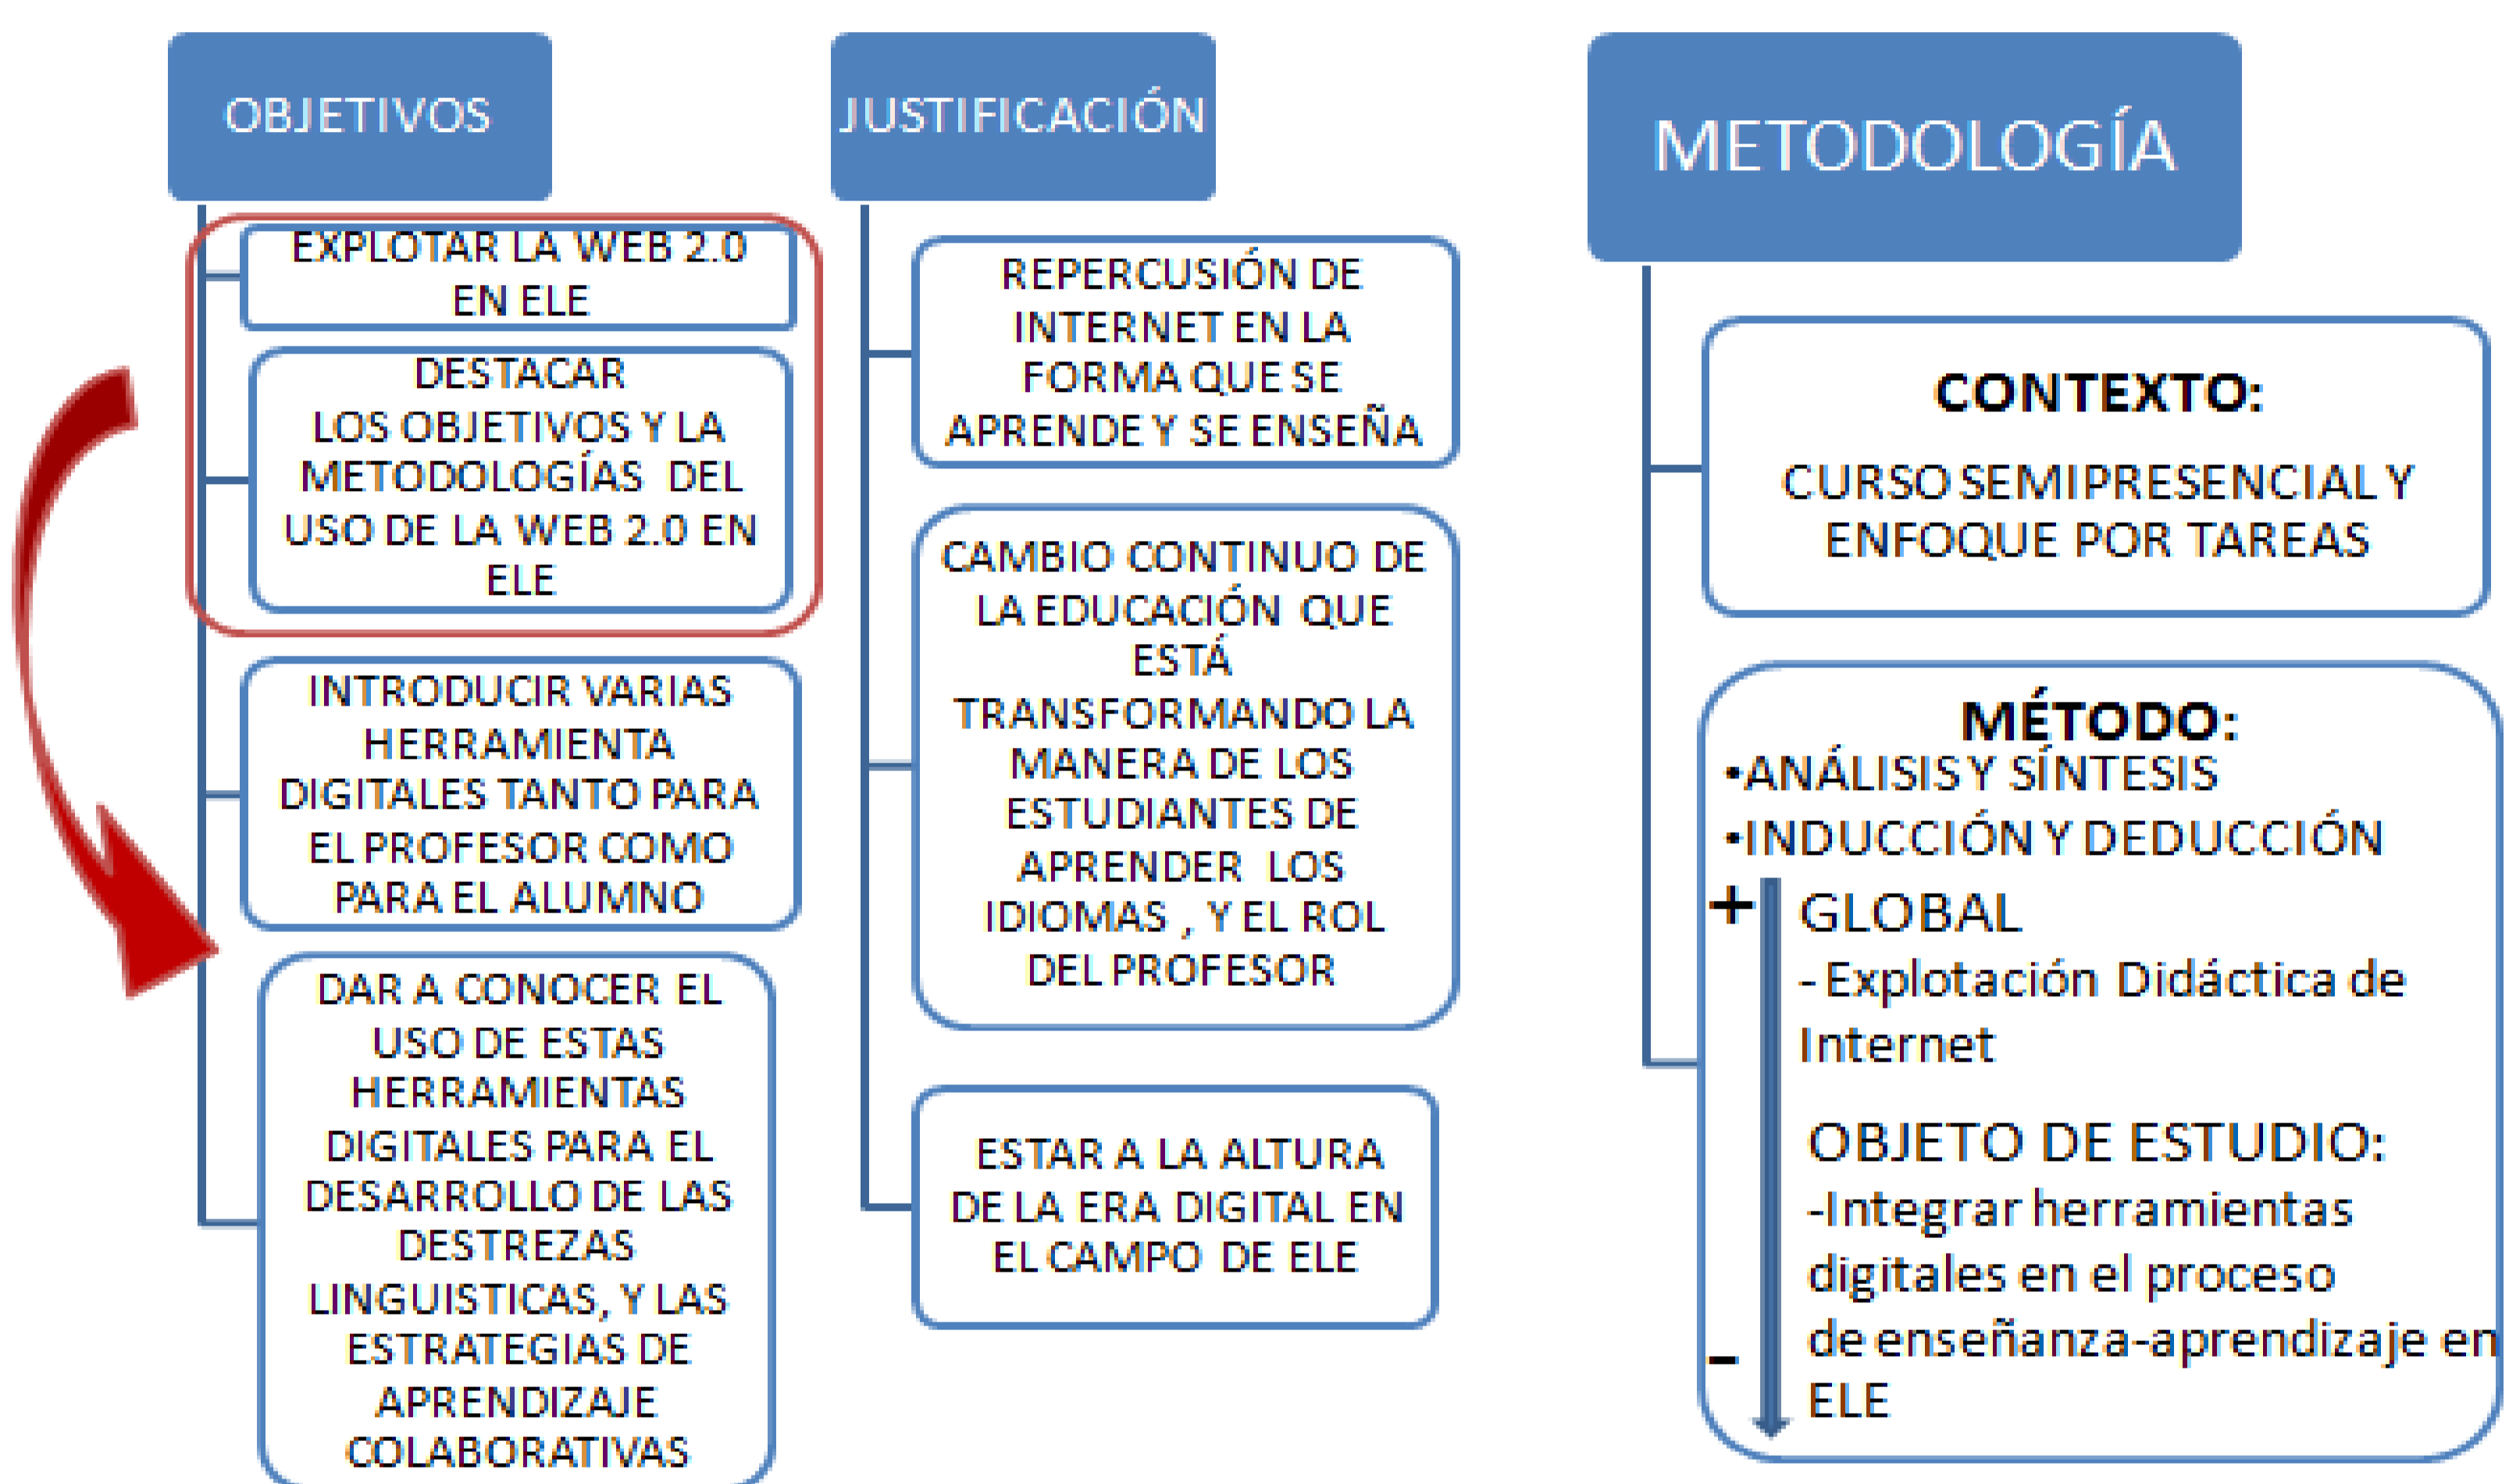 OBJETIVOS
EXPLOTAR LA WEB 2.0
EN ELE
DESTACAR
LOS OBJETIVOS Y LA
METODOLOGÍAS DEL
USO DE LA WEB 2.0 EN
ELE
INTRODUCIR VARIAS
HERRAMIENTA
DIGITALES TANTO PARA
EL PROFESOR COMO
PARA EL ALUMNO
DAR A CONOCER EL
USO DE ESTAS
HERRAMIENTAS
DIGITALES PARA EL
DESARROLLO DE LAS
DESTREZAS
LINGUISTICAS, Y LAS
ESTRATEGIAS DE
APRENDIZAJE
COLABORATIVAS
JUSTIFICACIÓN
REPERCUSIÓN DE
INTERNET EN LA
FORMA QUE SE
APRENDE Y SE ENSEÑA
CAMBIO CONTINUO DE
LA EDUCACIÓN QUE
ESTÁ
TRANSFORMANDO LA
MANERA DE LOS
ESTUDIANTES DE
APRENDER LOS
IDIOMAS , Y EL ROL
DEL PROFESOR
ESTAR A LA ALTURA
DE LA ERA DIGITAL EN
EL CAMPO DE ELE
METODOLOGÍA
CONTEXTO:
CURSO SEMIPRESENCIAL Y
ENFOQUE POR TAREAS
MÉTODO:
•ANÁLISIS Y SÍNTESIS
•INDUCCIÓN Y DEDUCCIÓN
+ GLOBAL
- Explotación Didáctica de
Internet
OBJETO DE ESTUDIO:
-Integrar herramientas
digitales en el proceso
de enseñanza-aprendizaje en
-
ELE